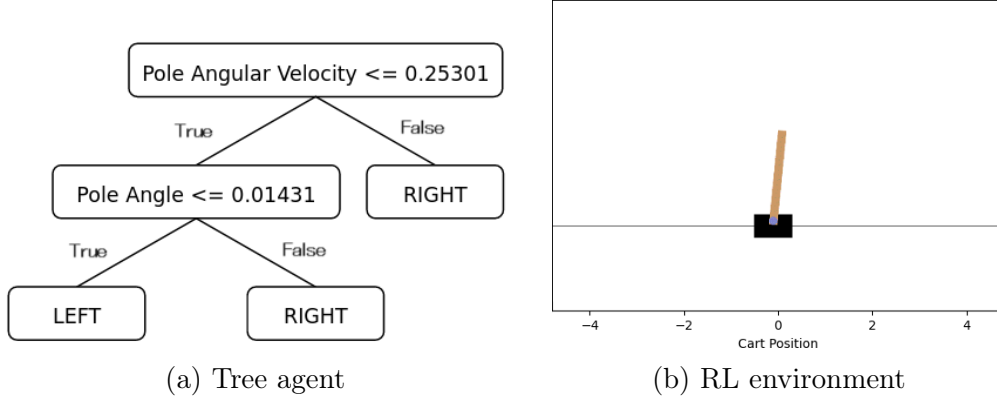 Pole Angular Velocity <= 0.25301
True
False
Pole Angle <= 0.01431
RIGHT
True
False
LEFT
RIGHT
(a) Tree agent
−4 −2 0 2 4
Cart Position
(b) RL environment